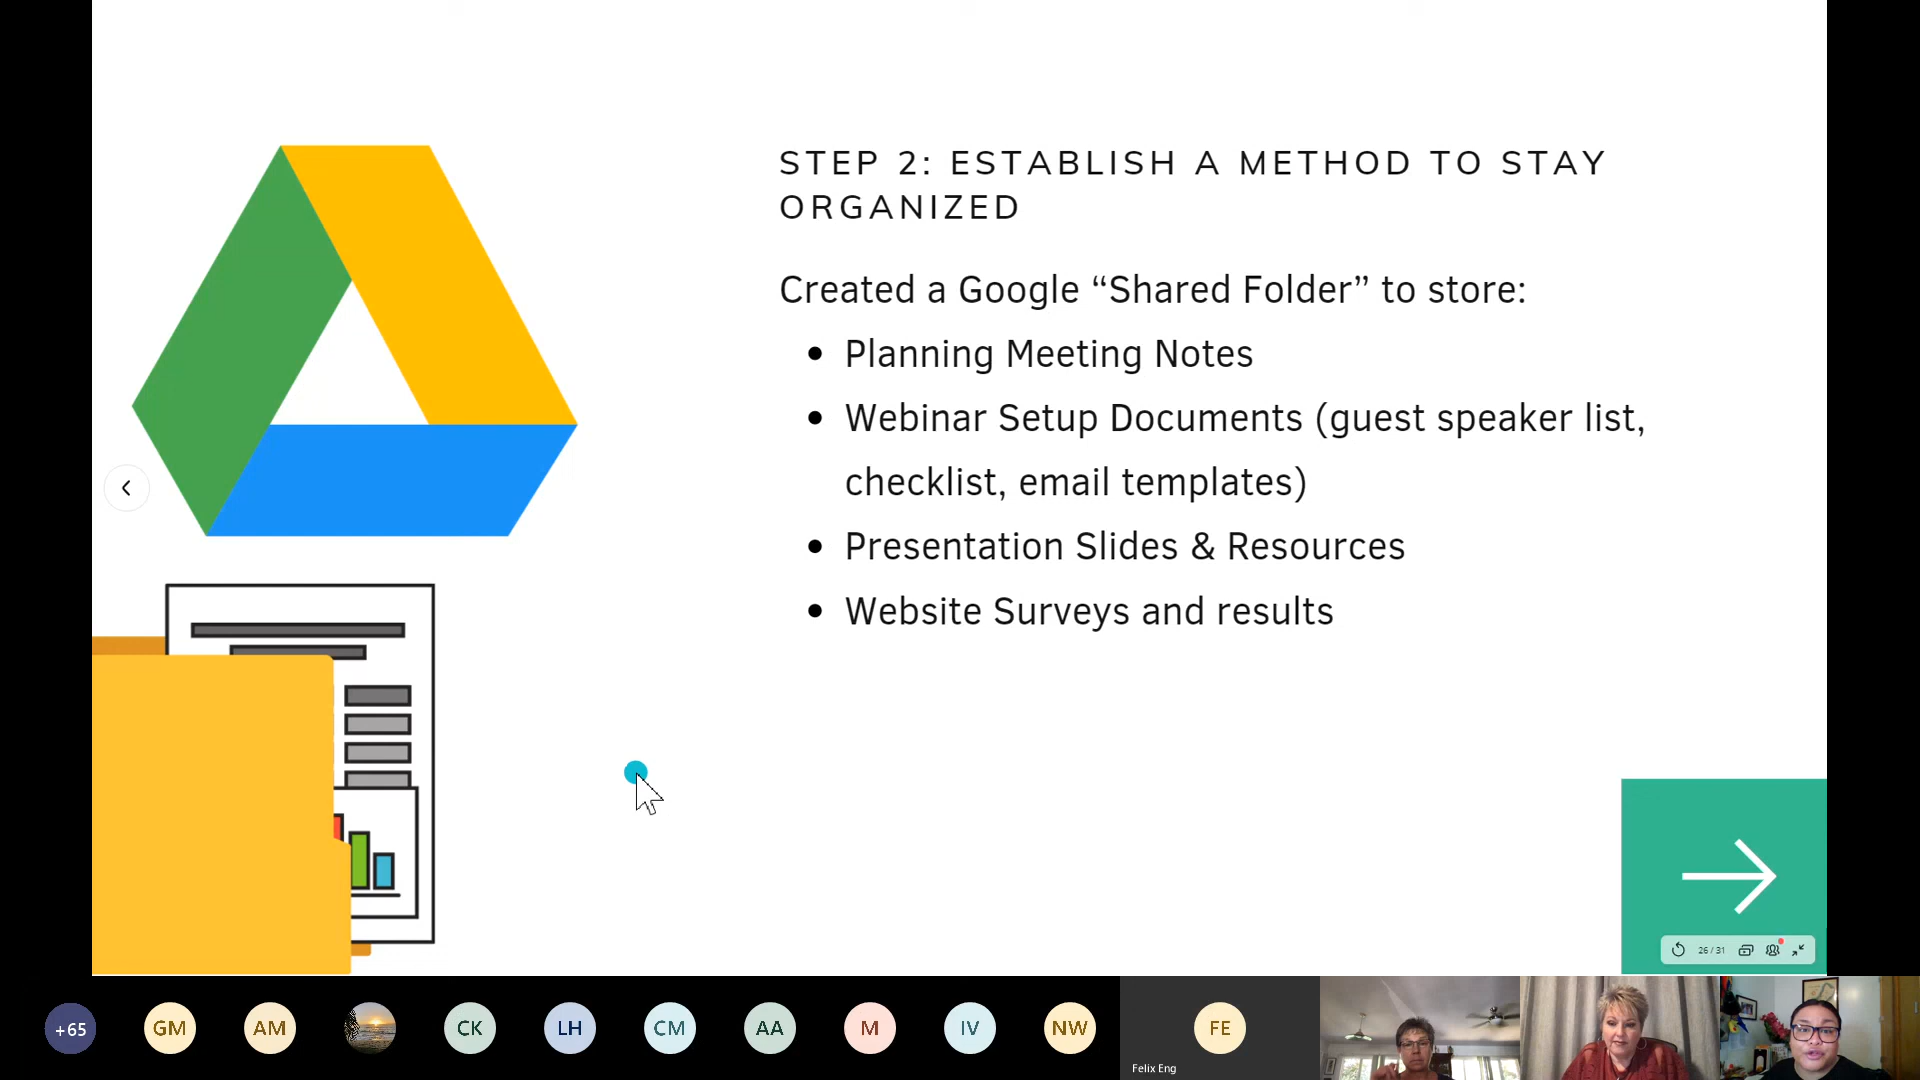 STEP 2: ESTABLISH A METHOD TO STAY
ORGANIZED
Created a Google “Shared Folder” to store:
• Planning Meeting Notes
• Webinar Setup Documents (guest speaker list,
checklist, email templates)
• Presentation Slides & Resources
• Website Surveys and results
26 / 31
+65
GM
AM
CK
LH
CM
AA
M
IV
NW
FE
Felix Eng